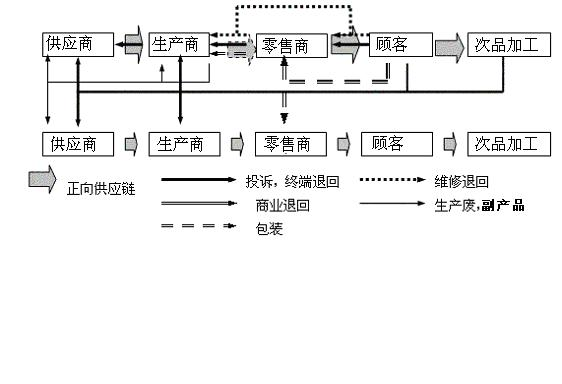 供应商 生产商 零售商 顾客 次品加工
供应商 生产商 零售商 顾客 次品加工
正向供应链 投诉，终端退回 维修退回
商业退回 生产废，副产品
包装